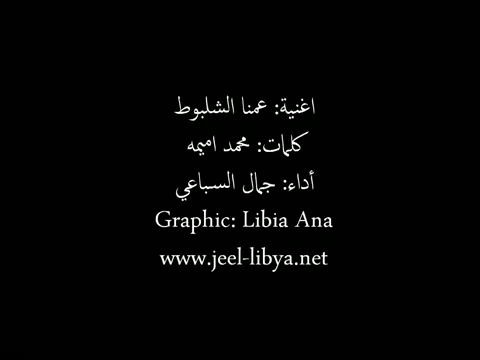 اغنية: عمنا الشلبوط
كلمات: محمد اميمه
أداء: جمال السباعي
Graphic: Libia Ana
www.jeel-libya.net